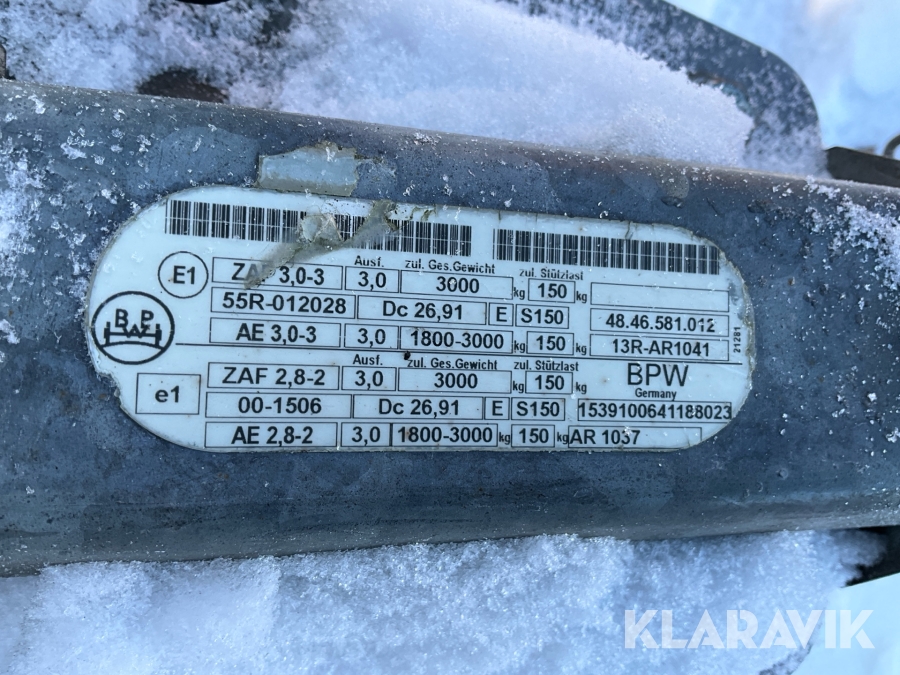 E1 ZAF 3,0-3 Ausf. 3,0 zul. Ges.Gewicht 3000 kg zul. Stützlast 150 kg
55R-012028 Dc 26,91 E S150 48.46.581.012
AE 3,0-3 3,0 1800-3000 kg 150 kg 13R-AR1041
BPW
21281
e1 ZAF 2,8-2 Ausf. 3,0 zul. Ges.Gewicht 3000 kg zul. Stützlast 150 kg BPW
Germany
00-1506 Dc 26,91 E S150 1539100641188023
AE 2,8-2 3,0 1800-3000 kg 150 kg AR 1037
KLARAVIK